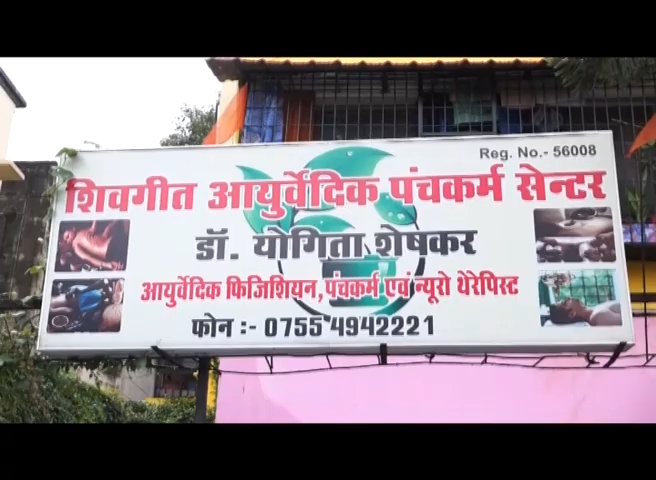 Reg. No.- 56008
शिवगीत आयुर्वेदिक पंचकर्म सेन्टर
डॉ. योगिता शेषकर
आयुर्वेदिक फिजिशियन, पंचकर्म एवं न्यूरो थेरेपिस्ट
फोन :- 0755 4942221